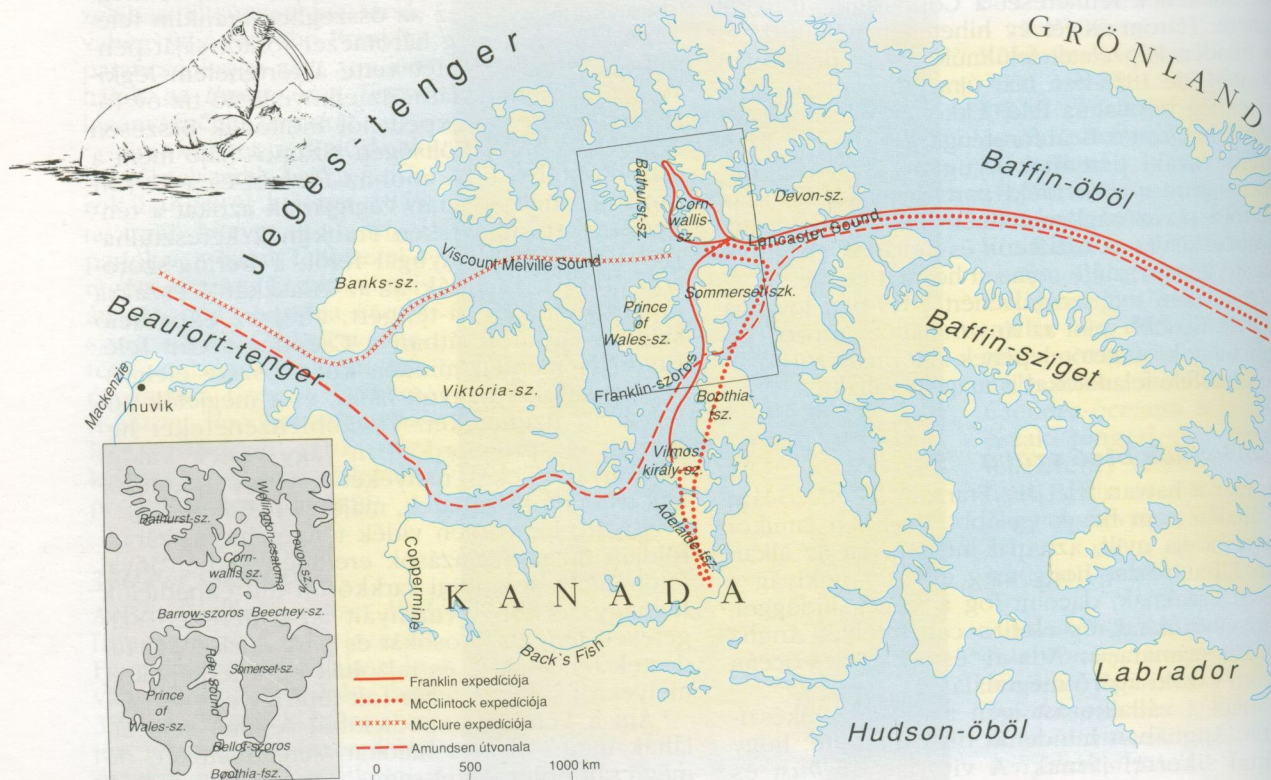 GRÖNLAND
Jeges-tenger
Baffin-öböl
Bathurst-sz.
Corn-
wallis-
sz.
Devon-sz.
Lancaster Sound
Viscount Melville Sound
Banks-sz.
Sommerset-szk.
Prince
of
Wales-sz.
Beaufort-tenger
Baffin-sziget
Mackenzie
Inuvik
Viktória-sz.
Franklin-szoros
Boothia-
fsz.
Vilmos
király-sz.
Adelaide-fsz.
Coppermine
KANADA
Back's Fish
Labrador
Hudson-öböl
Bathurst-sz.
Wellington-csatorna
Devon-sz.
Corn-
wallis sz.
Barrow-szoros
Beechey-sz.
Peel Sound
Somerset-sz.
Prince
of
Wales-sz.
Bellot-szoros
Boothia-fsz.
Franklin expedíciója
McClintock expedíciója
McClure expedíciója
Amundsen útvonala
0 500 1000 km